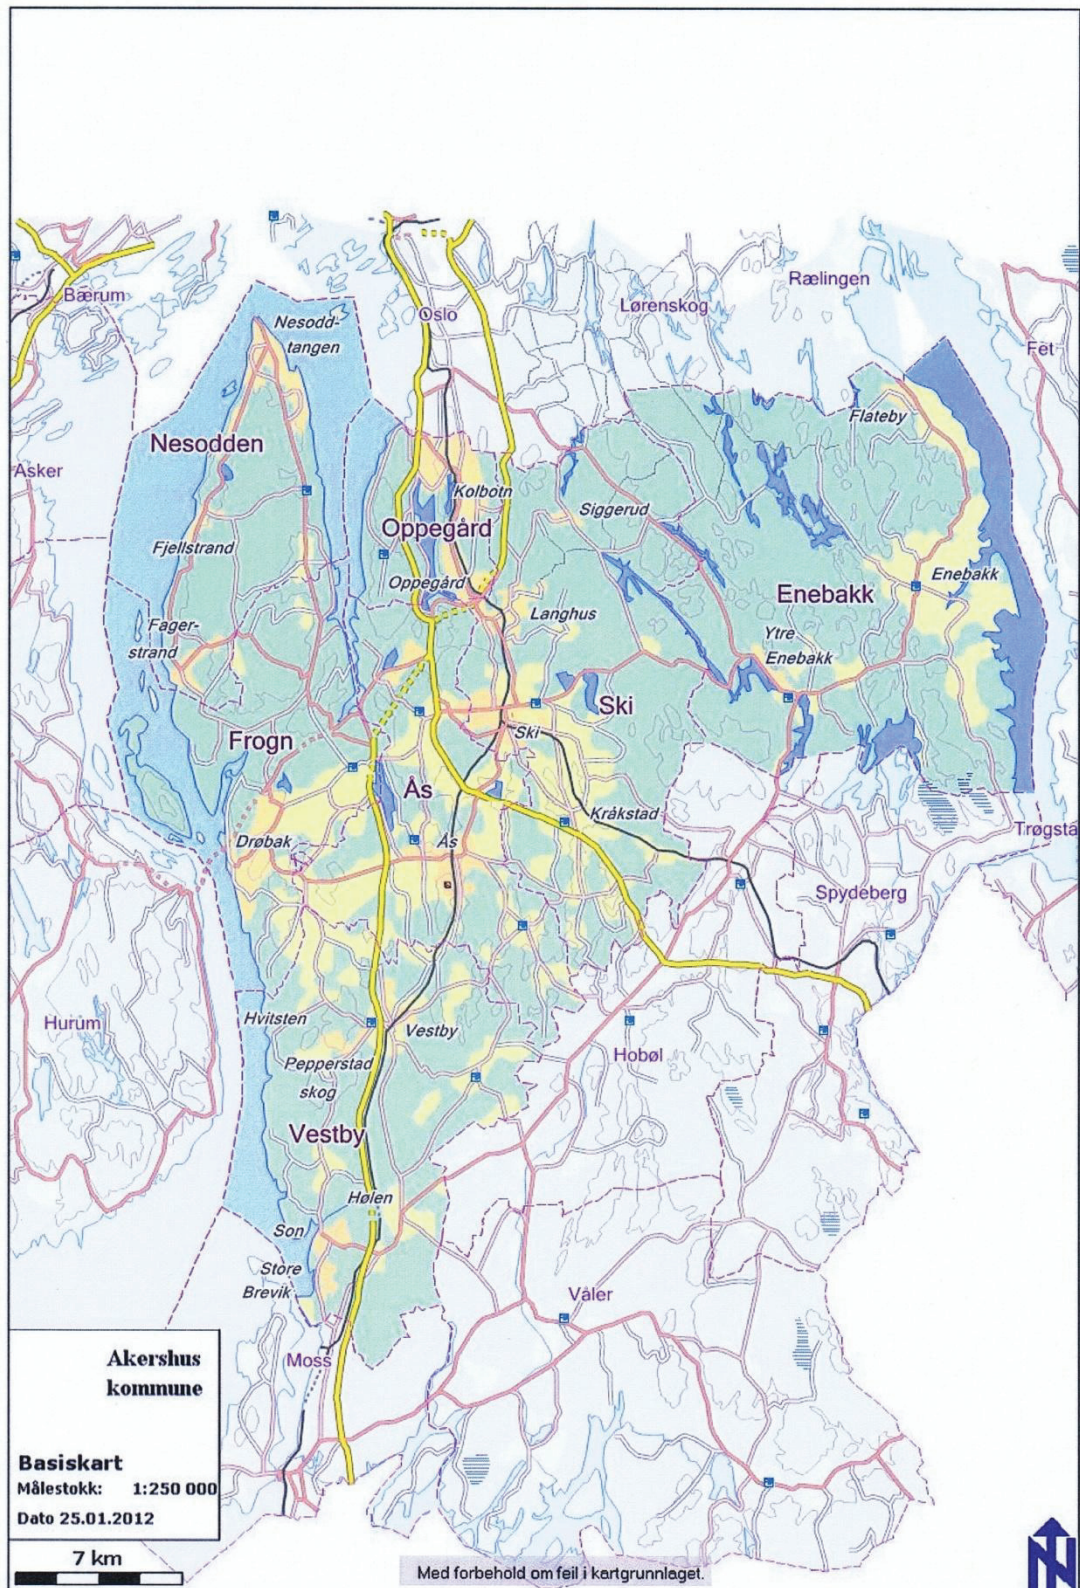 Rælingen
Bærum
Lørenskog
Oslo
Nesodd-
tangen
Fet
Flateby
Nesodden
Asker
Kolbotn
Siggerud
Oppegård
Fjellstrand
Enebakk
Oppegård
Enebakk
Langhus
Fager-
strand
Ytre
Enebakk
Ski
Frogn
Ski
Ås
Kråkstad
Trøgsta
Drøbak
Ås
Spydeberg
Hvitsten
Hurum
Vestby
Hobøl
Pepperstad
skog
Vestby
Hølen
Son
Store
Brevik
Våler
Moss
Akershus
kommune
Basiskart
Målestokk: 1:250 000
Dato 25.01.2012
7 km
Med forbehold om feil i kartgrunnlaget.
N